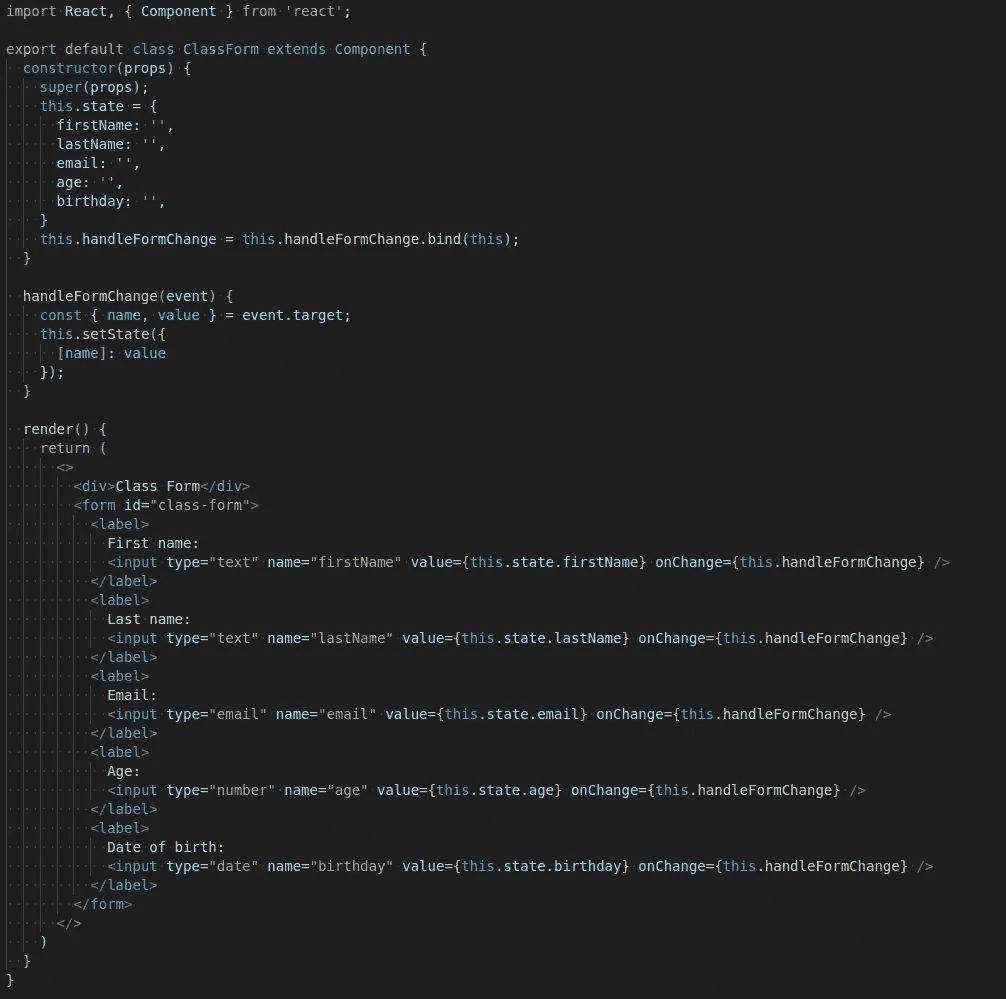 import React, { Component } from 'react';

export default class ClassForm extends Component {
  constructor(props) {
    super(props);
    this.state = {
      firstName: '',
      lastName: '',
      email: '',
      age: '',
      birthday: '',
    }
    this.handleFormChange = this.handleFormChange.bind(this);
  }

  handleFormChange(event) {
    const { name, value } = event.target;
    this.setState({
      [name]: value
    });
  }

  render() {
    return (
      <>
        <div>Class Form</div>
        <form id="class-form">
          <label>
            First name:
            <input type="text" name="firstName" value={this.state.firstName} onChange={this.handleFormChange} />
          </label>
          <label>
            Last name:
            <input type="text" name="lastName" value={this.state.lastName} onChange={this.handleFormChange} />
          </label>
          <label>
            Email:
            <input type="email" name="email" value={this.state.email} onChange={this.handleFormChange} />
          </label>
          <label>
            Age:
            <input type="number" name="age" value={this.state.age} onChange={this.handleFormChange} />
          </label>
          <label>
            Date of birth:
            <input type="date" name="birthday" value={this.state.birthday} onChange={this.handleFormChange} />
          </label>
        </form>
      </>
    )
  }
}